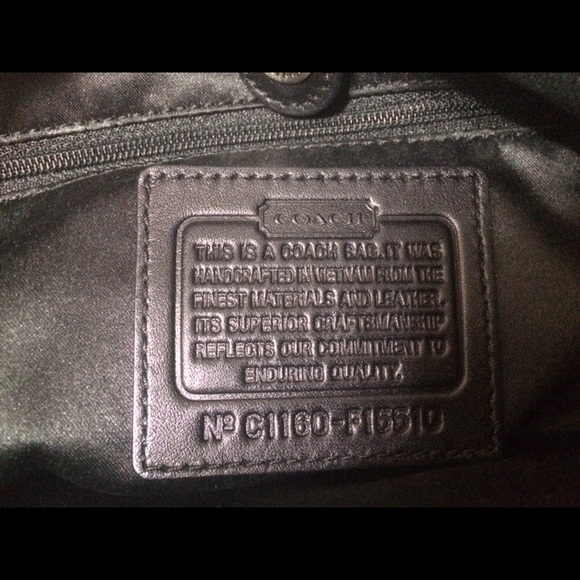 COACH
THIS IS A COACH BAG.IT WAS
HANDCRAFTED IN VIETNAM FROM THE
FINEST MATERIALS AND LEATHER.
ITS SUPERIOR CRAFTSMANSHIP
REFLECTS OUR COMMITMENT TO
ENDURING QUALITY.
Nº C1160-F15510